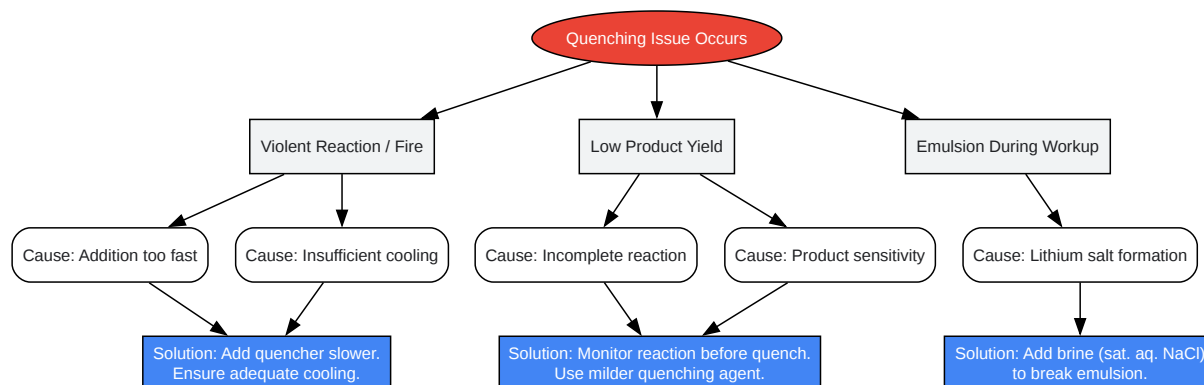 Quenching Issue Occurs
Violent Reaction / Fire
Low Product Yield
Emulsion During Workup
Cause: Addition too fast
Cause: Insufficient cooling
Cause: Incomplete reaction
Cause: Product sensitivity
Cause: Lithium salt formation
Solution: Add quencher slower.
Ensure adequate cooling.
Solution: Monitor reaction before quench.
Use milder quenching agent.
Solution: Add brine (sat. aq. NaCl)
to break emulsion.